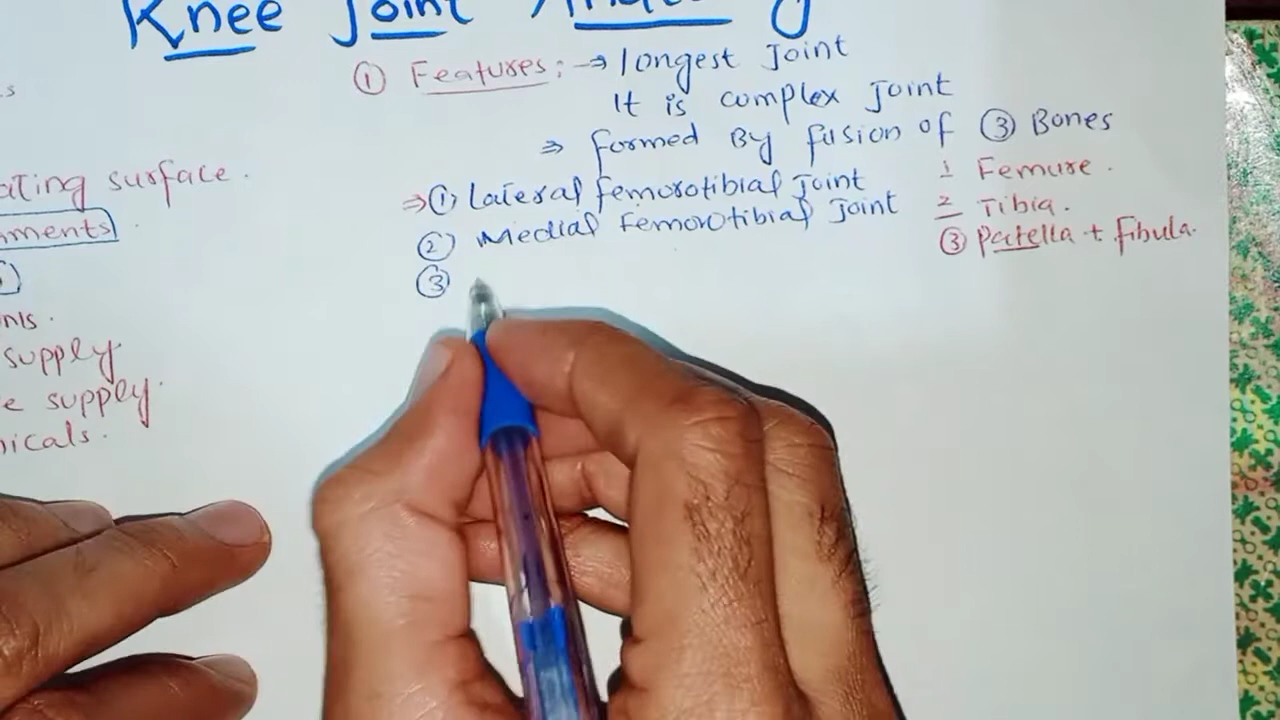 Knee Joint
① Features: → longest Joint
It is complex Joint
⇒ formed By fusion of ③ Bones
⇒ ① Lateral femorotibial Joint
② Medial Femorotibial Joint
③
1 Femure.
2 Tibia.
③ Patella + fibula.
ating surface.
ments
supply
e supply.
nicals.